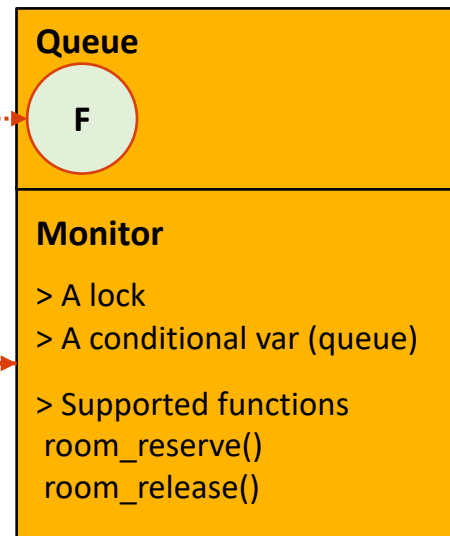 Queue
F
Monitor
> A lock
> A conditional var (queue)
> Supported functions
room_reserve()
room_release()